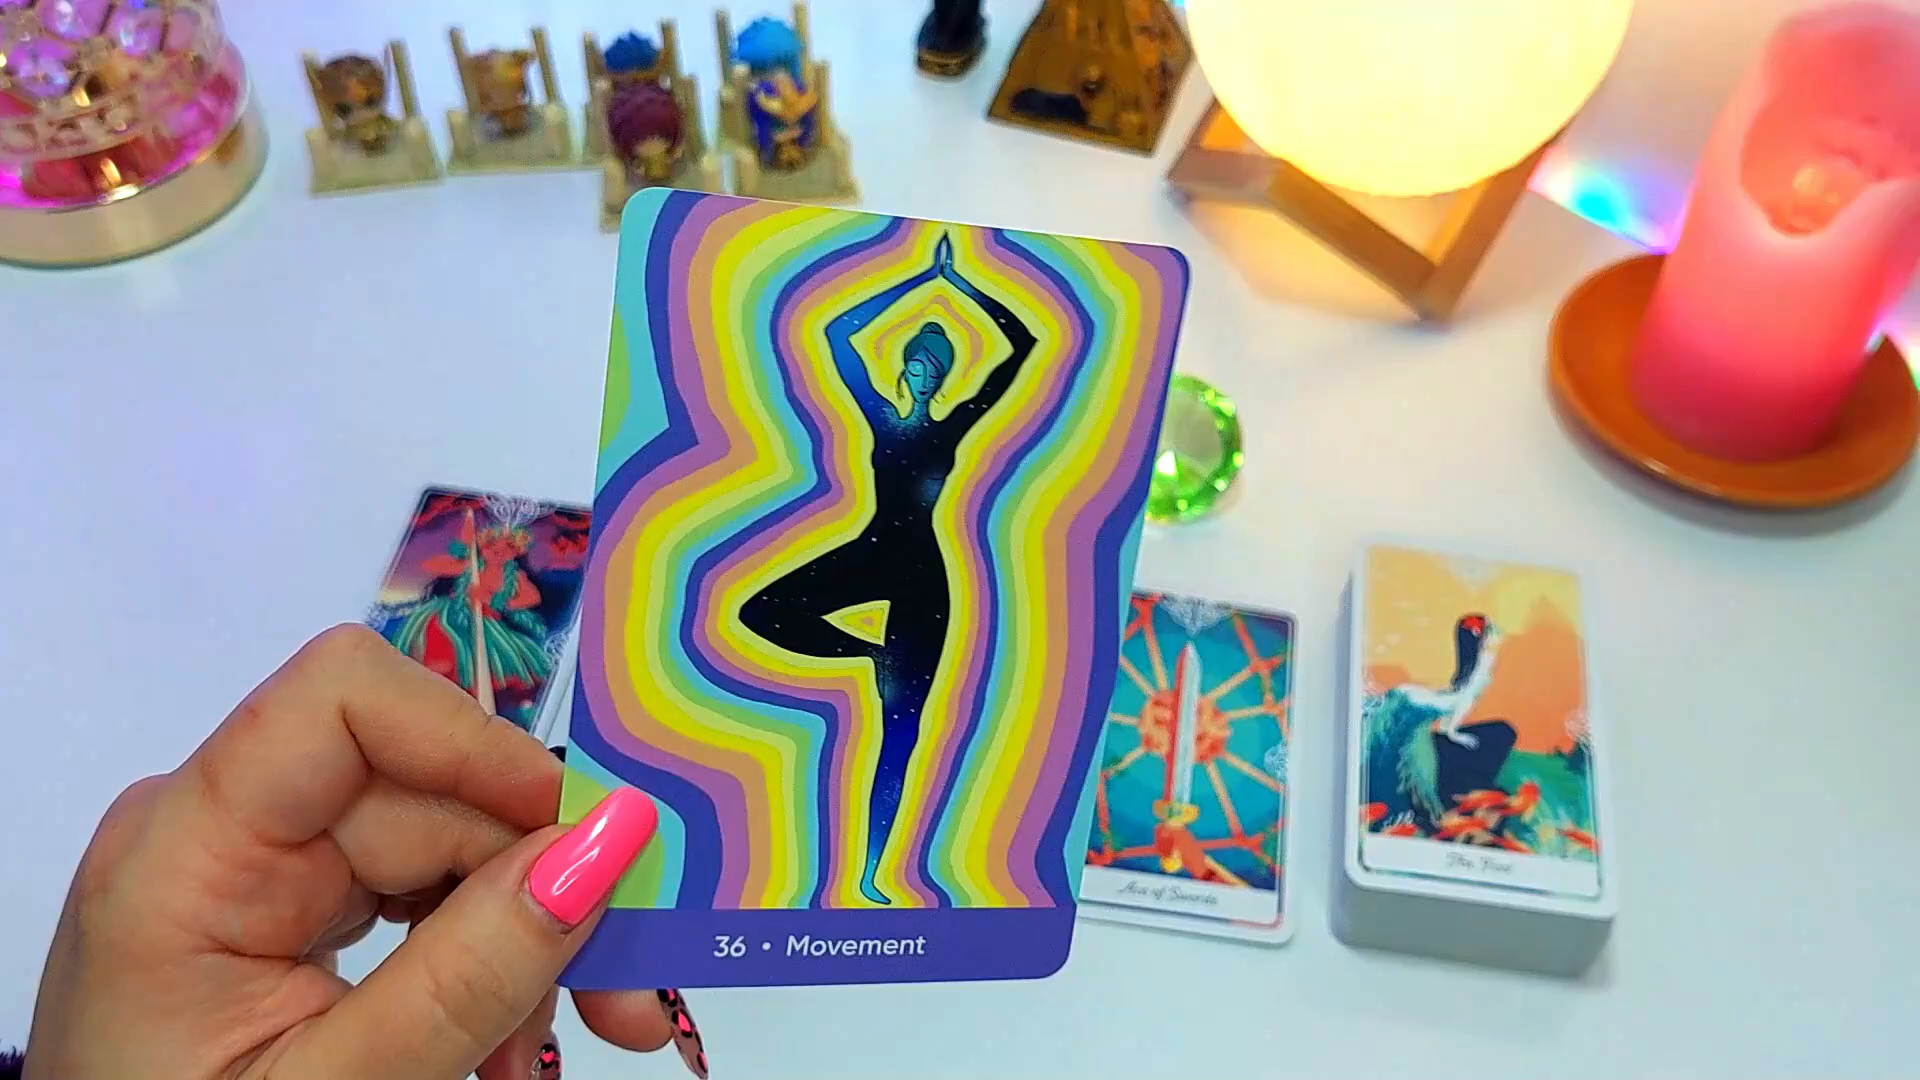 36 • Movement
Ace of Swords
The Fool